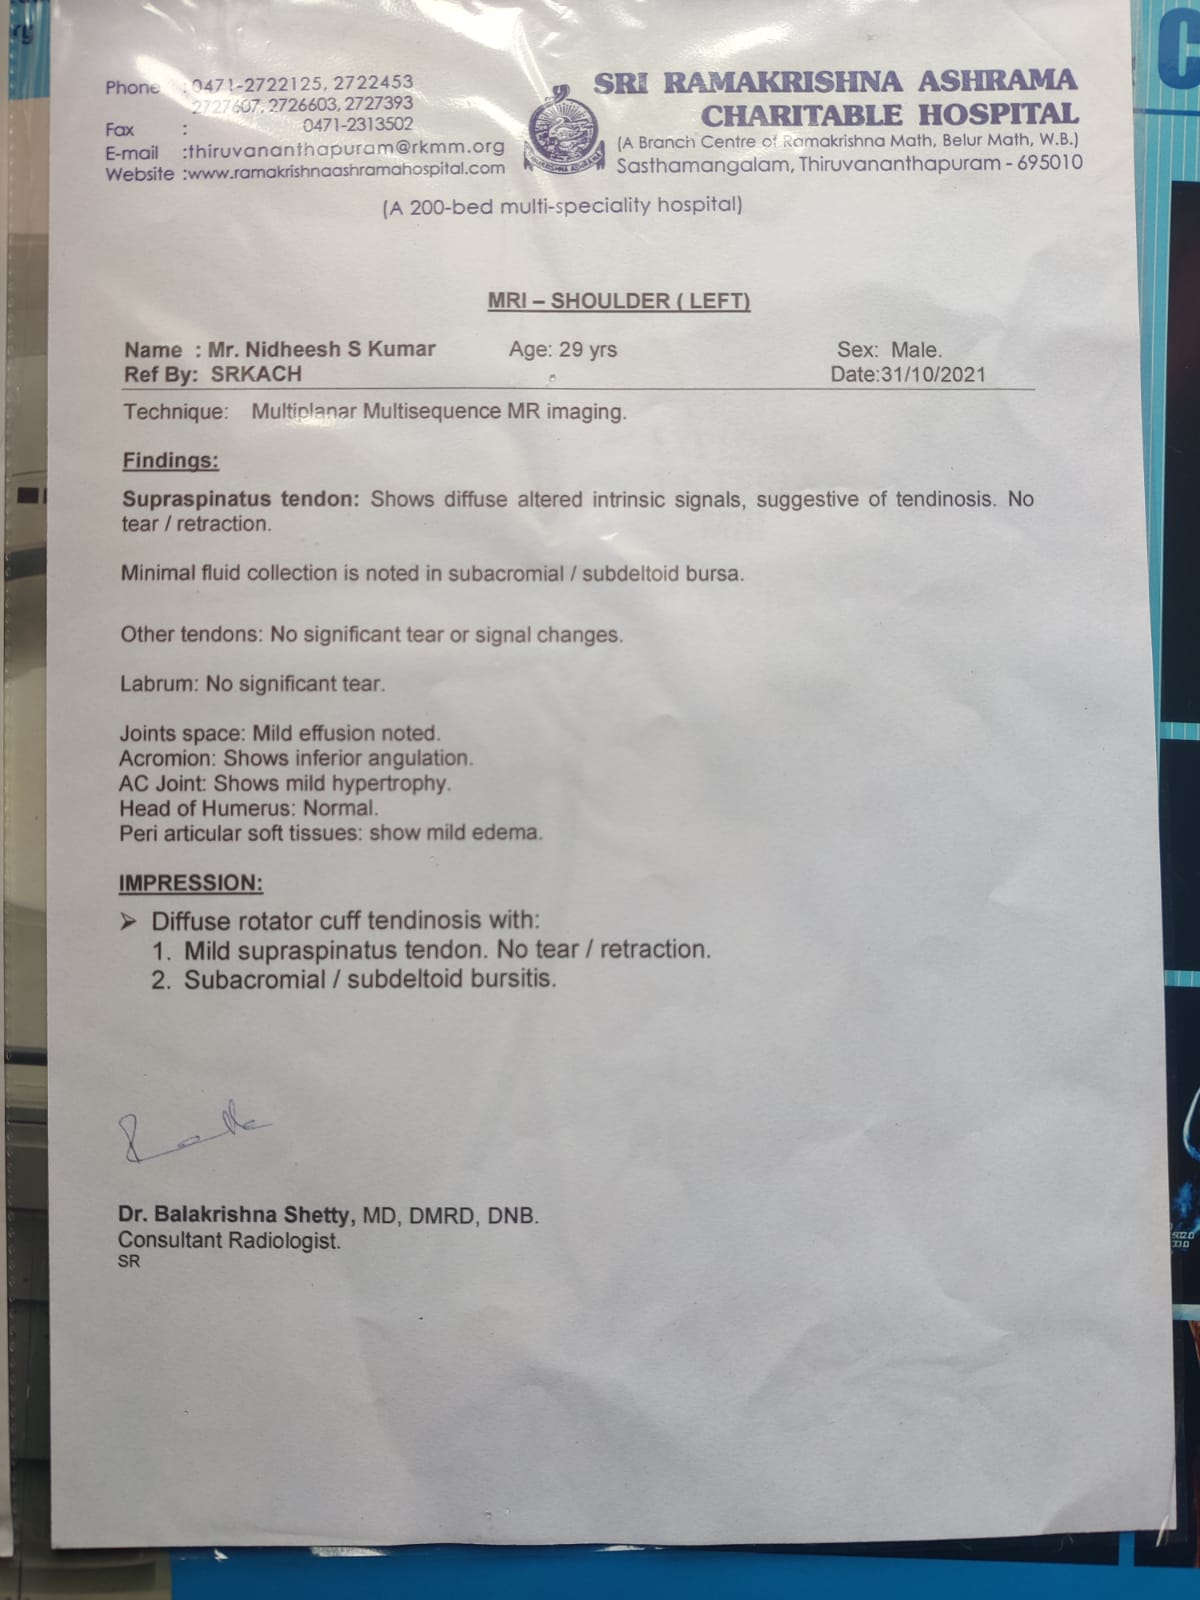 Phone : 0471-2722125, 2722453
2727607, 2726603, 2727393
Fax : 0471-2313502
E-mail :thiruvananthapuram@rkmm.org
Website :www.ramakrishnaashramahospital.com
SRI RAMAKRISHNA ASHRAMA
CHARITABLE HOSPITAL
(A Branch Centre of Ramakrishna Math, Belur Math, W.B.)
Sasthamangalam, Thiruvananthapuram - 695010
(A 200-bed multi-speciality hospital)
MRI – SHOULDER ( LEFT)
Name : Mr. Nidheesh S Kumar Age: 29 yrs Sex: Male.
Ref By: SRKACH Date:31/10/2021
Technique: Multiplanar Multisequence MR imaging.
Findings:
Supraspinatus tendon: Shows diffuse altered intrinsic signals, suggestive of tendinosis. No
tear / retraction.
Minimal fluid collection is noted in subacromial / subdeltoid bursa.
Other tendons: No significant tear or signal changes.
Labrum: No significant tear.
Joints space: Mild effusion noted.
Acromion: Shows inferior angulation.
AC Joint: Shows mild hypertrophy.
Head of Humerus: Normal.
Peri articular soft tissues: show mild edema.
IMPRESSION:
➢ Diffuse rotator cuff tendinosis with:
1. Mild supraspinatus tendon. No tear / retraction.
2. Subacromial / subdeltoid bursitis.
Dr. Balakrishna Shetty, MD, DMRD, DNB.
Consultant Radiologist.
SR